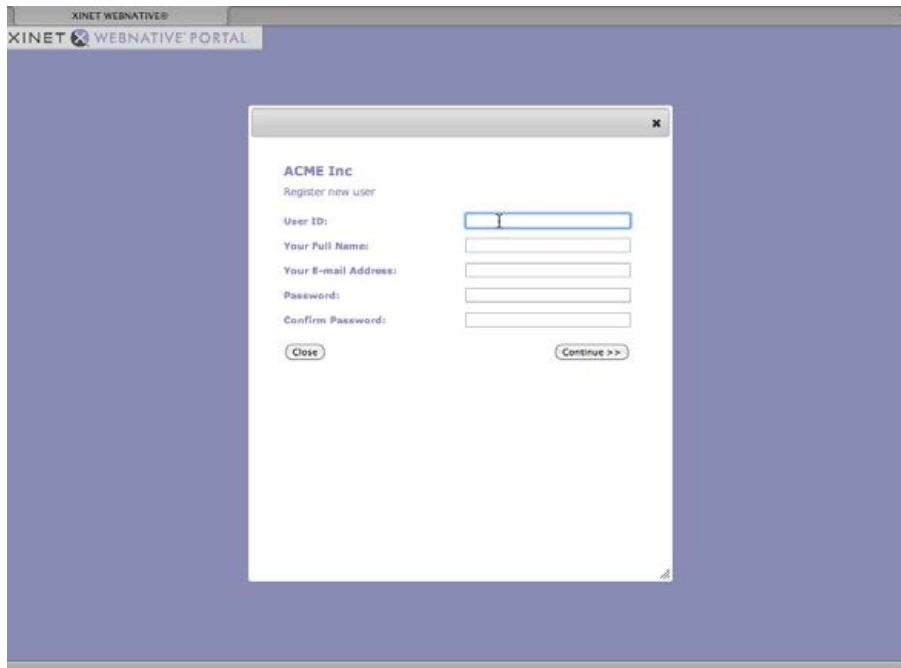 XINET WEBNATIVE®
XINET WEBNATIVE® PORTAL
ACME Inc
Register new user
User ID:
Your Full Name:
Your E-mail Address:
Password:
Confirm Password:
Close
Continue >>